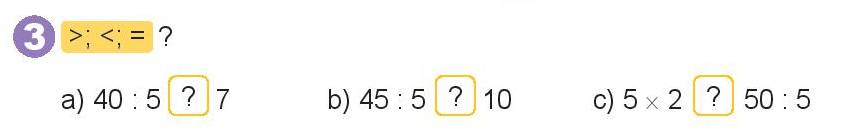 3 >; <; = ?
a) 40 : 5 ? 7 b) 45 : 5 ? 10 c) 5 × 2 ? 50 : 5